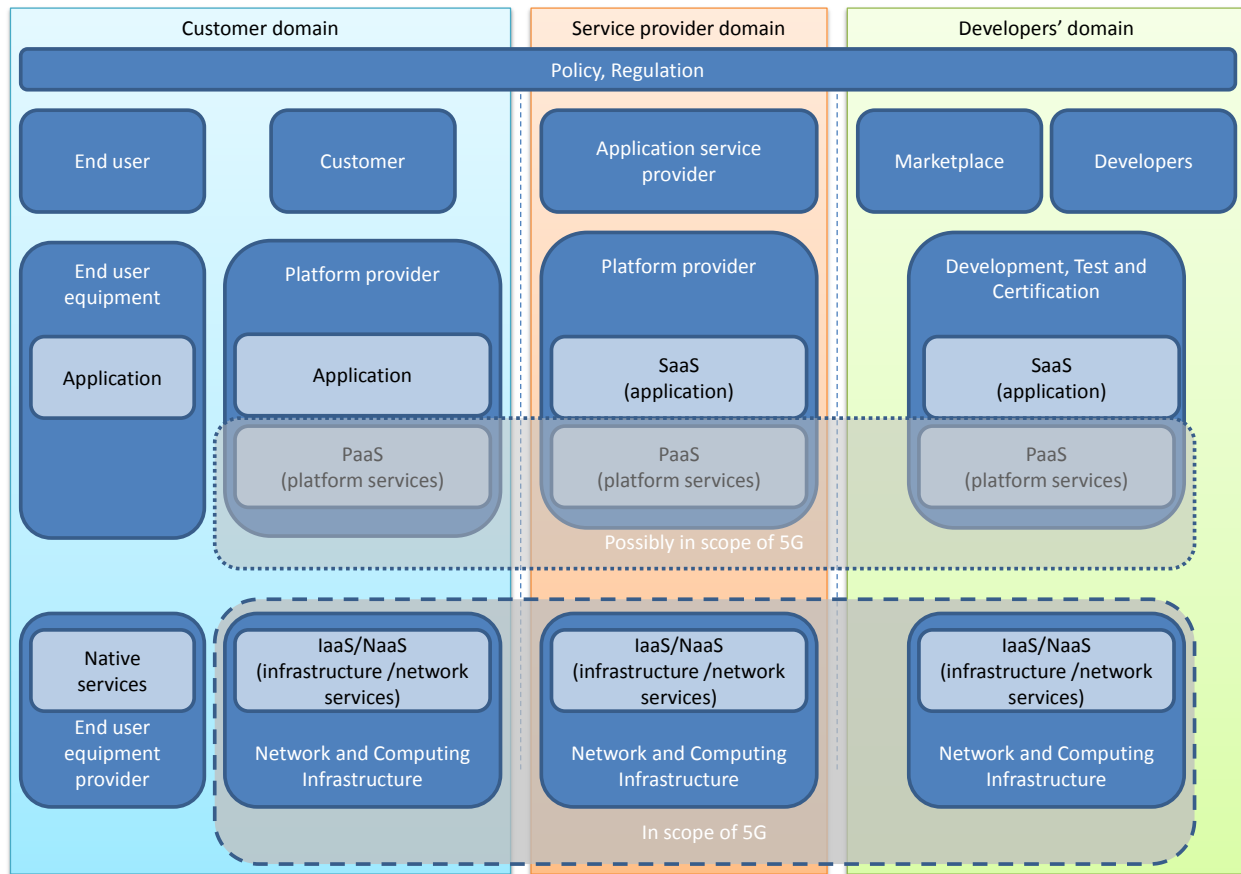 Customer domain
Service provider domain
Developers' domain
Policy, Regulation
End user
Customer
Application service
provider
Marketplace
Developers
End user
equipment
Application
Platform provider
Application
PaaS
(platform services)
Platform provider
SaaS
(application)
PaaS
(platform services)
Development, Test and
Certification
SaaS
(application)
PaaS
(platform services)
Possibly in scope of 5G
Native
services
End user
equipment
provider
IaaS/NaaS
(infrastructure /network
services)
Network and Computing
Infrastructure
IaaS/NaaS
(infrastructure /network
services)
Network and Computing
Infrastructure
IaaS/NaaS
(infrastructure /network
services)
Network and Computing
Infrastructure
In scope of 5G